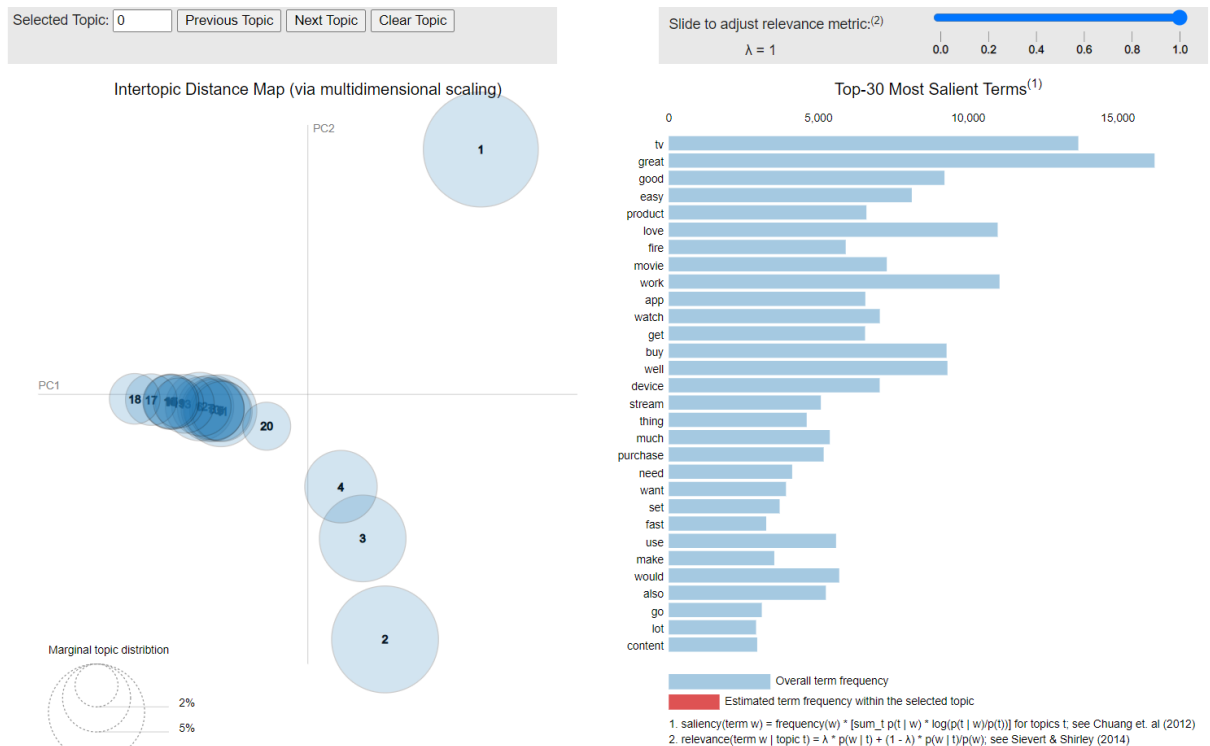 Selected Topic: 0 Previous Topic Next Topic Clear Topic
Slide to adjust relevance metric:(2)
λ = 1
0.0 0.2 0.4 0.6 0.8 1.0
Intertopic Distance Map (via multidimensional scaling)
PC2
PC1
1
18 17
20
4
3
2
Marginal topic distribtion
2%
5%
Top-30 Most Salient Terms(1)
0 5,000 10,000 15,000
tv
great
good
easy
product
love
fire
movie
work
app
watch
get
buy
well
device
stream
thing
much
purchase
need
want
set
fast
use
make
would
also
go
lot
content
Overall term frequency
Estimated term frequency within the selected topic
1. saliency(term w) = frequency(w) * [sum_t p(t | w) * log(p(t | w)/p(t))] for topics t; see Chuang et. al (2012)
2. relevance(term w | topic t) = λ * p(w | t) + (1 - λ) * p(w | t)/p(w); see Sievert & Shirley (2014)